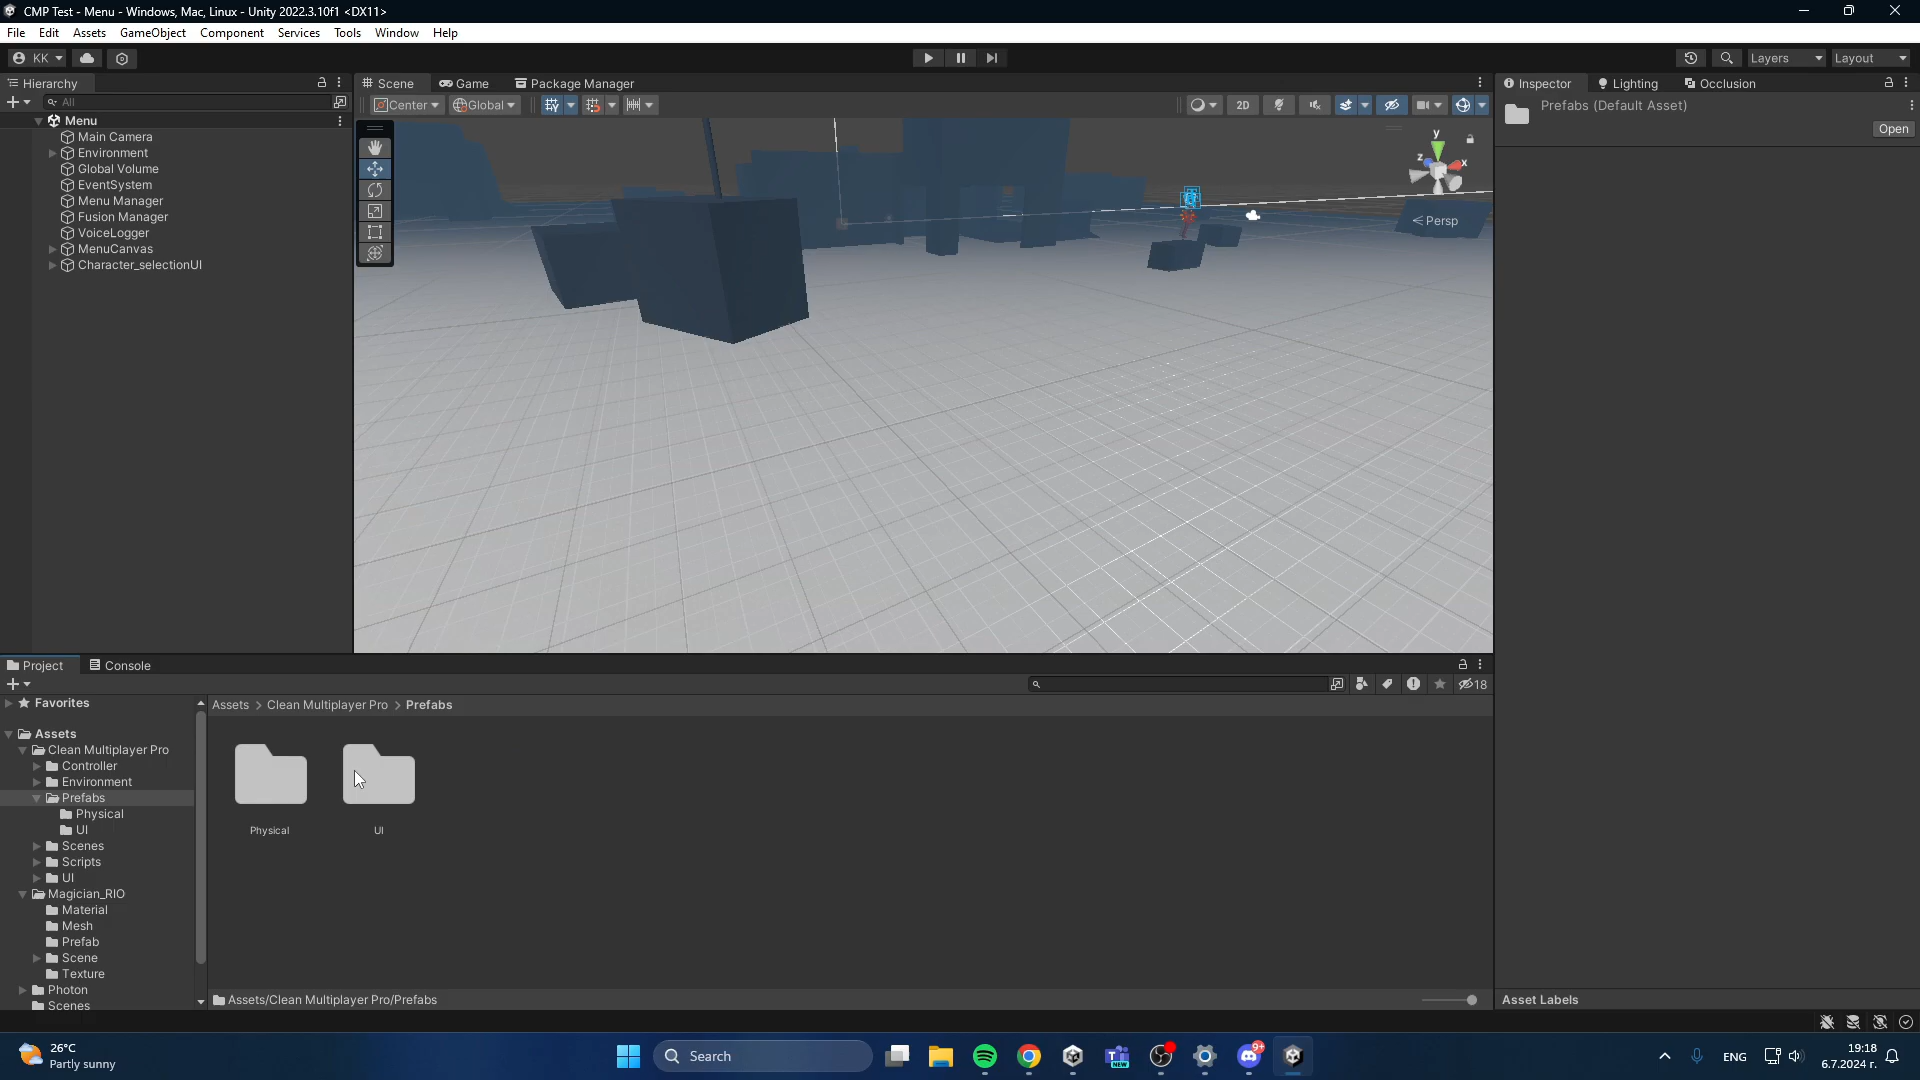 CMP Test - Menu - Windows, Mac, Linux - Unity 2022.3.10f1 <DX11>
File Edit Assets GameObject Component Services Tools Window Help
KK Layers Layout
Hierarchy
All
Menu
Main Camera
Environment
Global Volume
EventSystem
Menu Manager
Fusion Manager
VoiceLogger
MenuCanvas
Character_selectionUI
Scene Game Package Manager
Center Global 2D
y
z x
Persp
Inspector Lighting Occlusion
Prefabs (Default Asset)
Open
Project Console
18
Favorites
Assets
Clean Multiplayer Pro
Controller
Environment
Prefabs
Physical
UI
Scenes
Scripts
UI
Magician_RIO
Material
Mesh
Prefab
Scene
Texture
Photon
Scenes
Assets > Clean Multiplayer Pro > Prefabs
Physical UI
Assets/Clean Multiplayer Pro/Prefabs
Asset Labels
26°C
Partly sunny
Search
NEW
9+
ENG
19:18
6.7.2024 г.